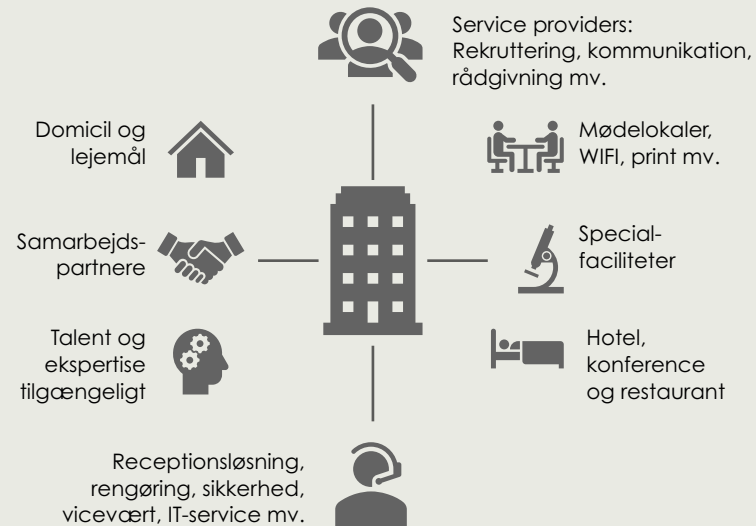 Service providers:
Rekruttering, kommunikation,
rådgivning mv.
Domicil og
lejemål
Mødelokaler,
WIFI, print mv.
Samarbejds-
partnere
Special-
faciliteter
Talent og
ekspertise
tilgængeligt
Hotel,
konference
og restaurant
Receptionsløsning,
rengøring, sikkerhed,
vicevært, IT-service mv.